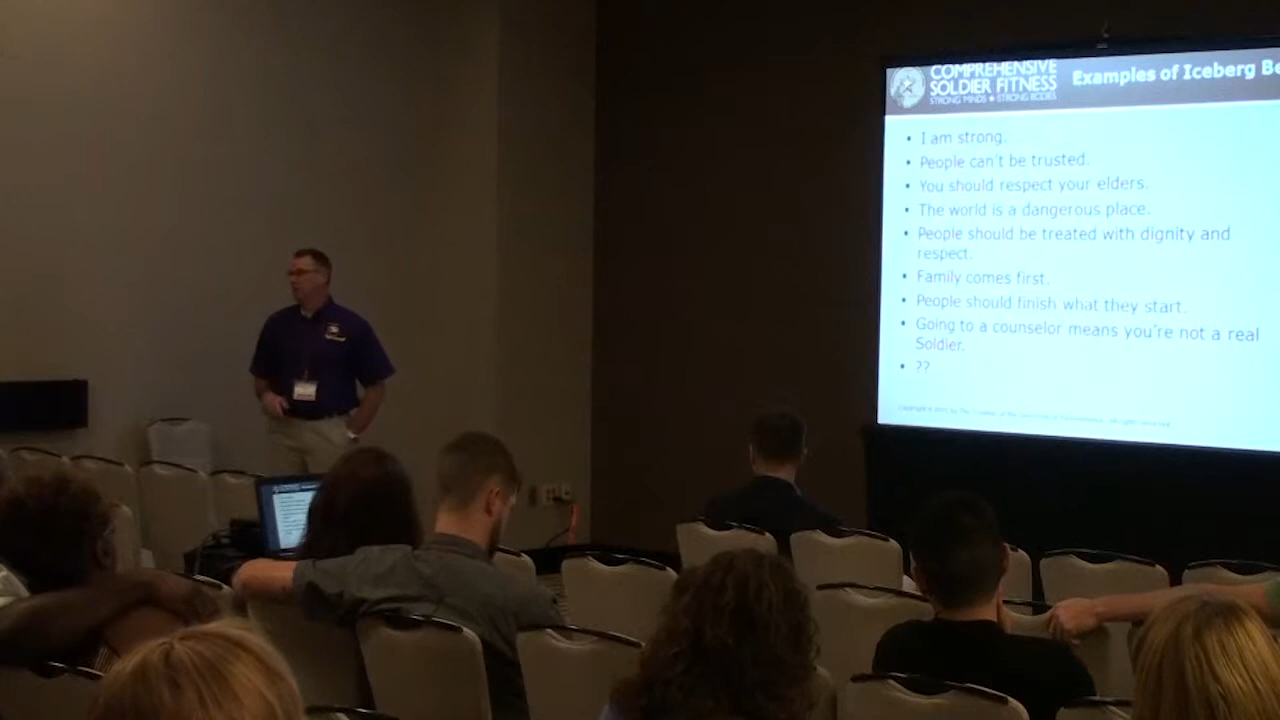 COMPREHENSIVE
SOLDIER FITNESS
STRONG MINDS ★ STRONG BODIES
Examples of Iceberg Be
• I am strong.
• People can't be trusted.
• You should respect your elders.
• The world is a dangerous place.
• People should be treated with dignity and
respect.
• Family comes first.
• People should finish what they start.
• Going to a counselor means you're not a real
Soldier.
• ??